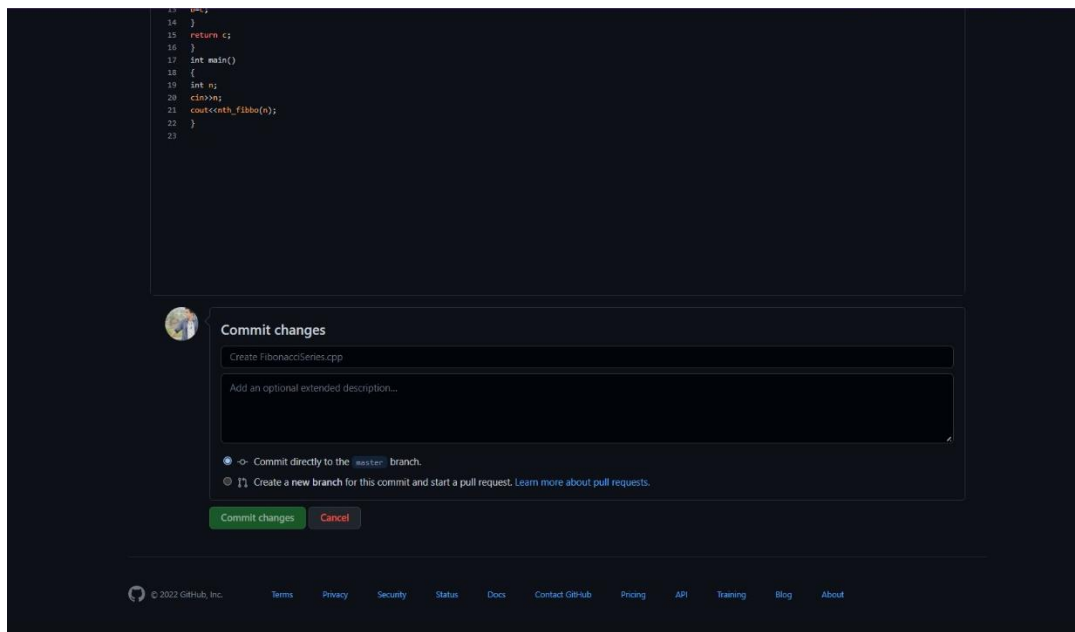 13 b=c;
14 }
15 return c;
16 }
17 int main()
18 {
19 int n;
20 cin>>n;
21 cout<<nth_fibbo(n);
22 }
23
Commit changes
Create FibonacciSeries.cpp
Add an optional extended description...
Commit directly to the master branch.
Create a new branch for this commit and start a pull request. Learn more about pull requests.
Commit changes Cancel
© 2022 GitHub, Inc. Terms Privacy Security Status Docs Contact GitHub Pricing API Training Blog About